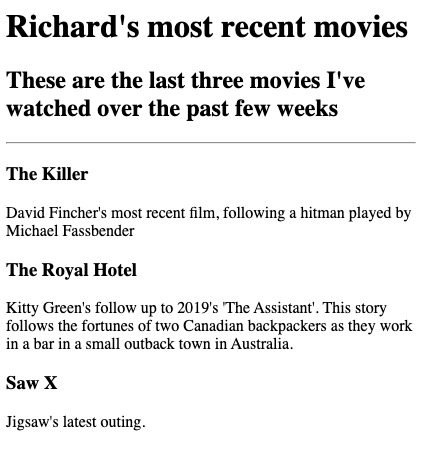 Richard's most recent movies
These are the last three movies I've
watched over the past few weeks
The Killer
David Fincher's most recent film, following a hitman played by
Michael Fassbender
The Royal Hotel
Kitty Green's follow up to 2019's 'The Assistant'. This story
follows the fortunes of two Canadian backpackers as they work
in a bar in a small outback town in Australia.
Saw X
Jigsaw's latest outing.